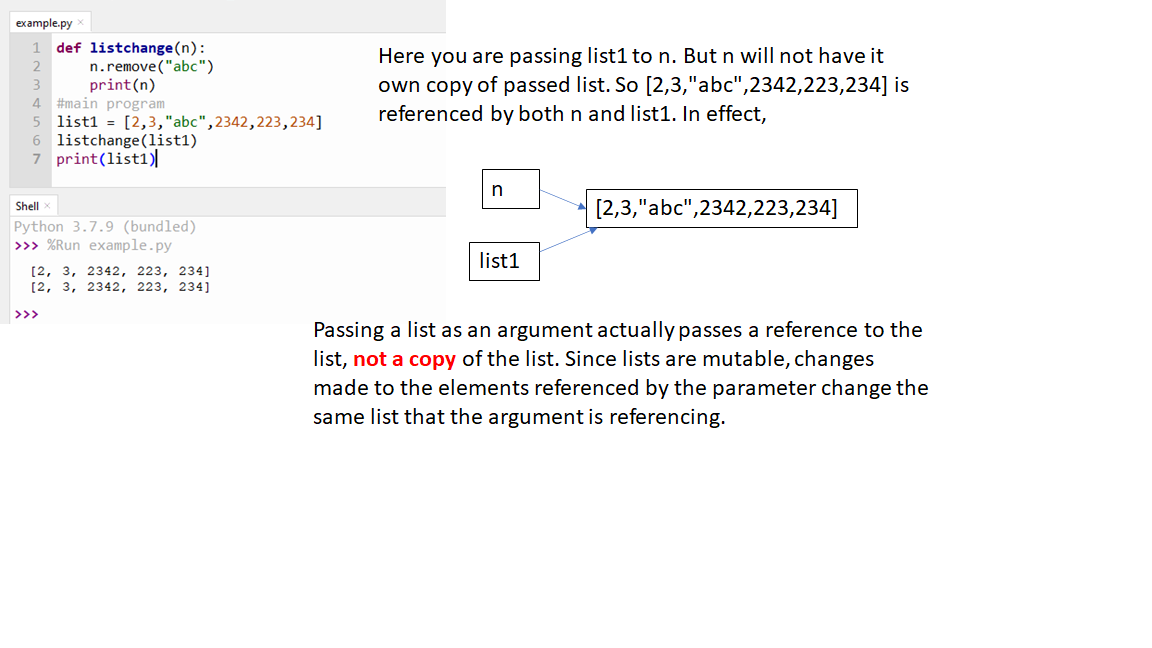 example.py ×
1 def listchange(n):
2     n.remove("abc")
3     print(n)
4 #main program
5 list1 = [2,3,"abc",2342,223,234]
6 listchange(list1)
7 print(list1)
Shell ×
Python 3.7.9 (bundled)
>>> %Run example.py
[2, 3, 2342, 223, 234]
[2, 3, 2342, 223, 234]
>>>
Here you are passing list1 to n. But n will not have it
own copy of passed list. So [2,3,"abc",2342,223,234] is
referenced by both n and list1. In effect,
n
[2,3,"abc",2342,223,234]
list1
Passing a list as an argument actually passes a reference to the
list, not a copy of the list. Since lists are mutable, changes
made to the elements referenced by the parameter change the
same list that the argument is referencing.